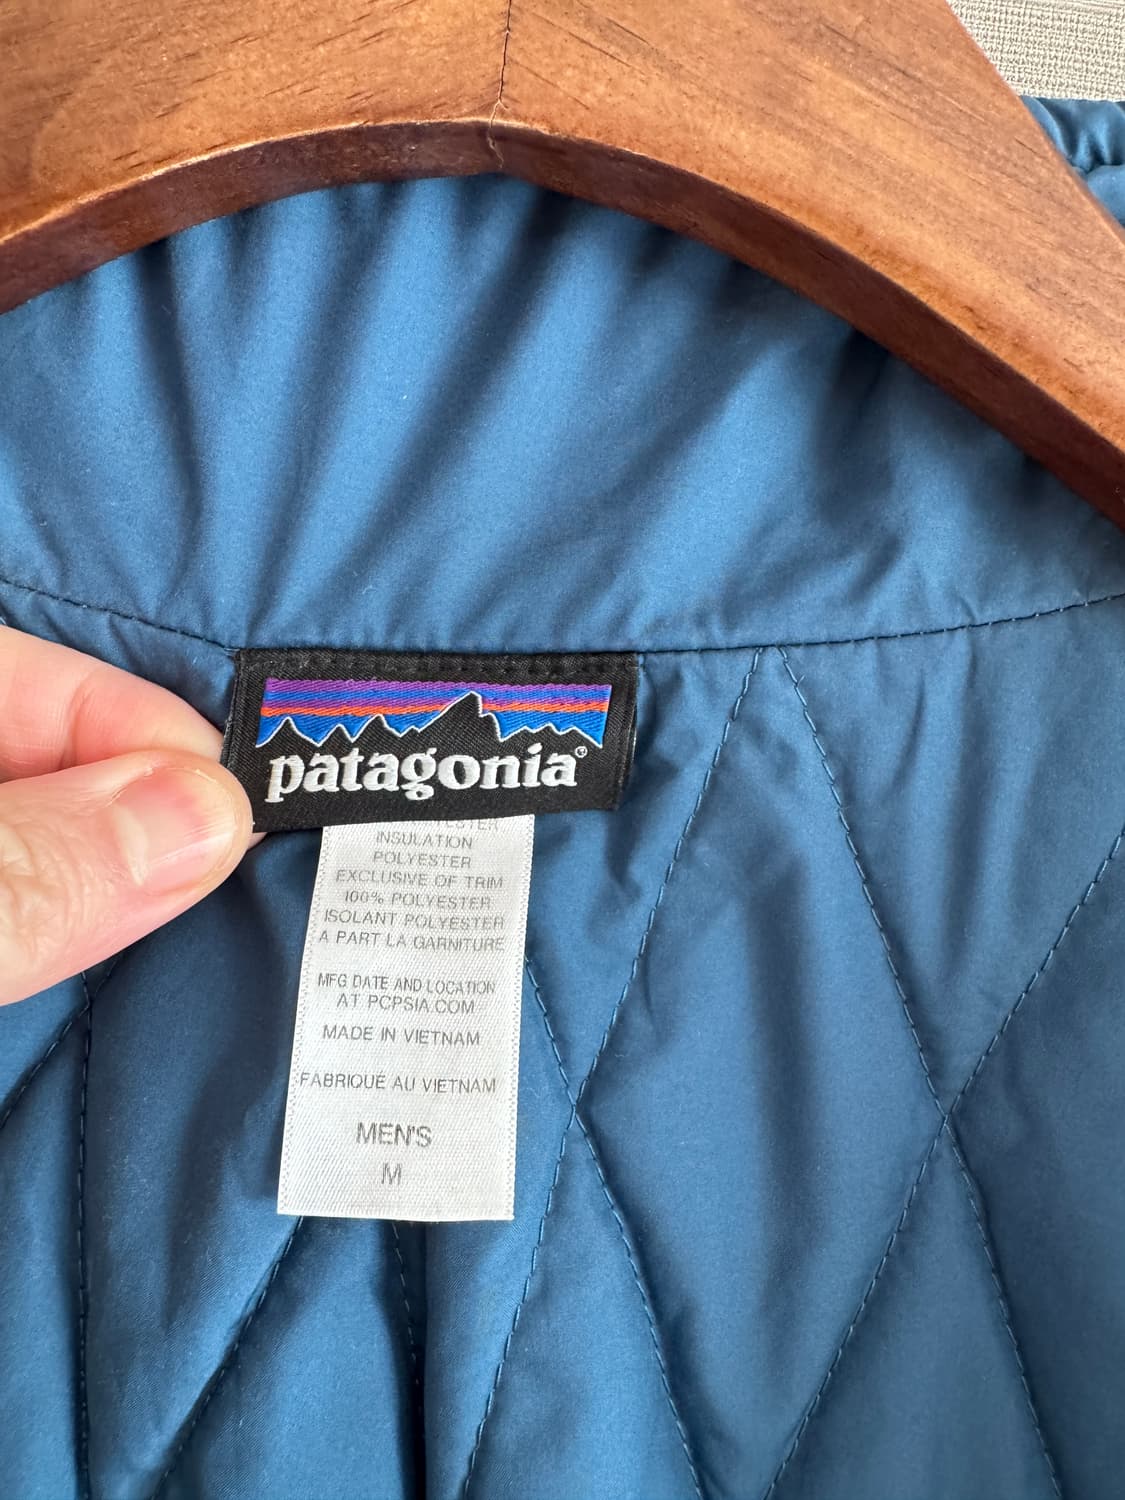 patagonia®
INSULATION
POLYESTER
EXCLUSIVE OF TRIM
100% POLYESTER
ISOLANT POLYESTER
À PART LA GARNITURE
MFG DATE AND LOCATION
AT PCPSIA.COM
MADE IN VIETNAM
FABRIQUÉ AU VIETNAM
MEN'S
M